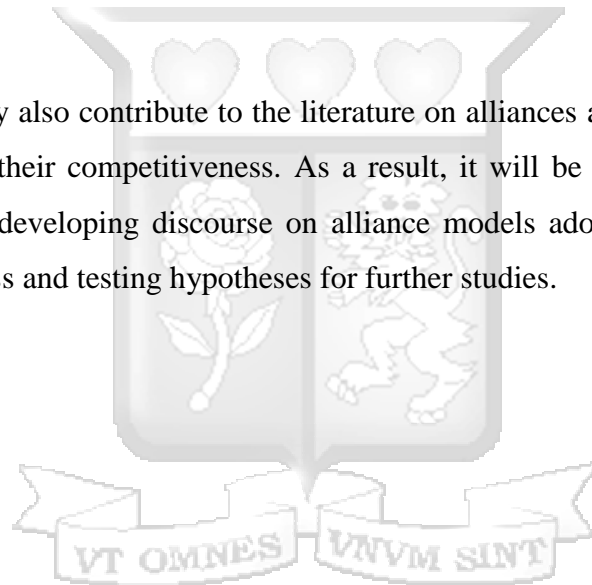 y also contribute to the literature on alliances a
their competitiveness. As a result, it will be
developing discourse on alliance models ado
s and testing hypotheses for further studies.
VT OMNES VNVM SINT